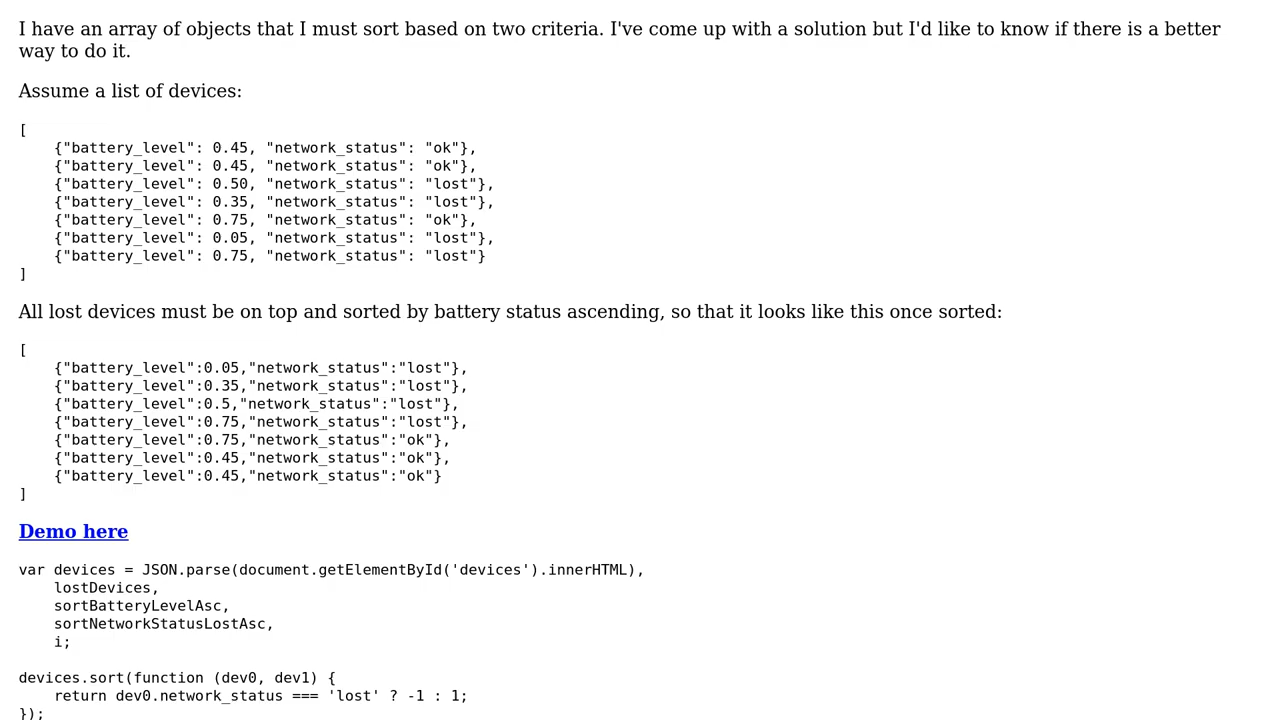 I have an array of objects that I must sort based on two criteria. I've come up with a solution but I'd like to know if there is a better
way to do it.
Assume a list of devices:
[
    {"battery_level": 0.45, "network_status": "ok"},
    {"battery_level": 0.45, "network_status": "ok"},
    {"battery_level": 0.50, "network_status": "lost"},
    {"battery_level": 0.35, "network_status": "lost"},
    {"battery_level": 0.75, "network_status": "ok"},
    {"battery_level": 0.05, "network_status": "lost"},
    {"battery_level": 0.75, "network_status": "lost"}
]
All lost devices must be on top and sorted by battery status ascending, so that it looks like this once sorted:
[
    {"battery_level":0.05,"network_status":"lost"},
    {"battery_level":0.35,"network_status":"lost"},
    {"battery_level":0.5,"network_status":"lost"},
    {"battery_level":0.75,"network_status":"lost"},
    {"battery_level":0.75,"network_status":"ok"},
    {"battery_level":0.45,"network_status":"ok"},
    {"battery_level":0.45,"network_status":"ok"}
]
Demo here
var devices = JSON.parse(document.getElementById('devices').innerHTML),
    lostDevices,
    sortBatteryLevelAsc,
    sortNetworkStatusLostAsc,
    i;
devices.sort(function (dev0, dev1) {
    return dev0.network_status === 'lost' ? -1 : 1;
});